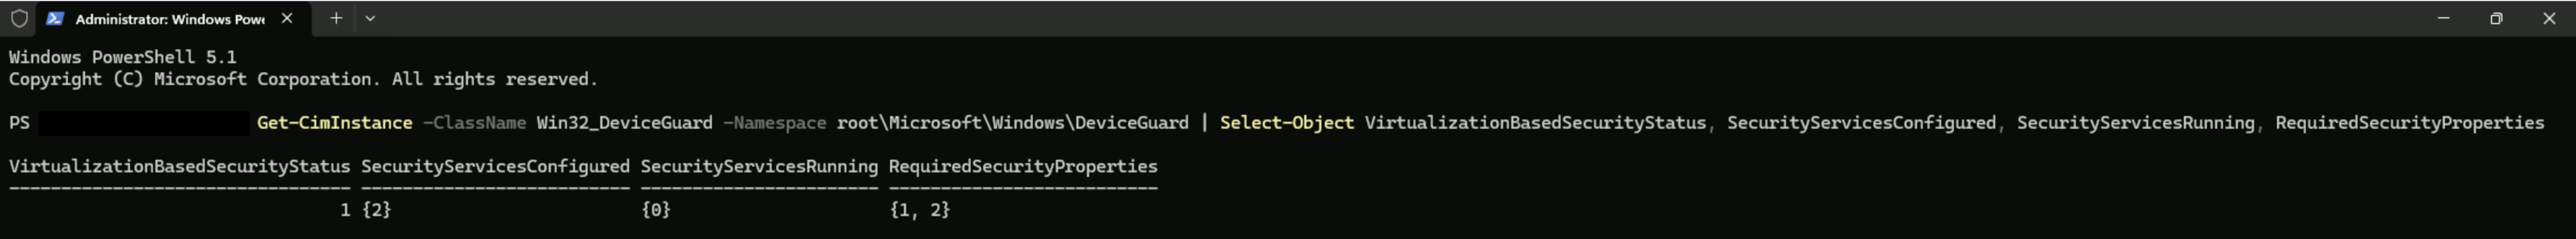 Administrator: Windows Powe
Windows PowerShell 5.1
Copyright (C) Microsoft Corporation. All rights reserved.
PS Get-CimInstance -ClassName Win32_DeviceGuard -Namespace root\Microsoft\Windows\DeviceGuard | Select-Object VirtualizationBasedSecurityStatus, SecurityServicesConfigured, SecurityServicesRunning, RequiredSecurityProperties
VirtualizationBasedSecurityStatus SecurityServicesConfigured SecurityServicesRunning RequiredSecurityProperties
--------------------------------- -------------------------- ----------------------- --------------------------
1 {2} {0} {1, 2}